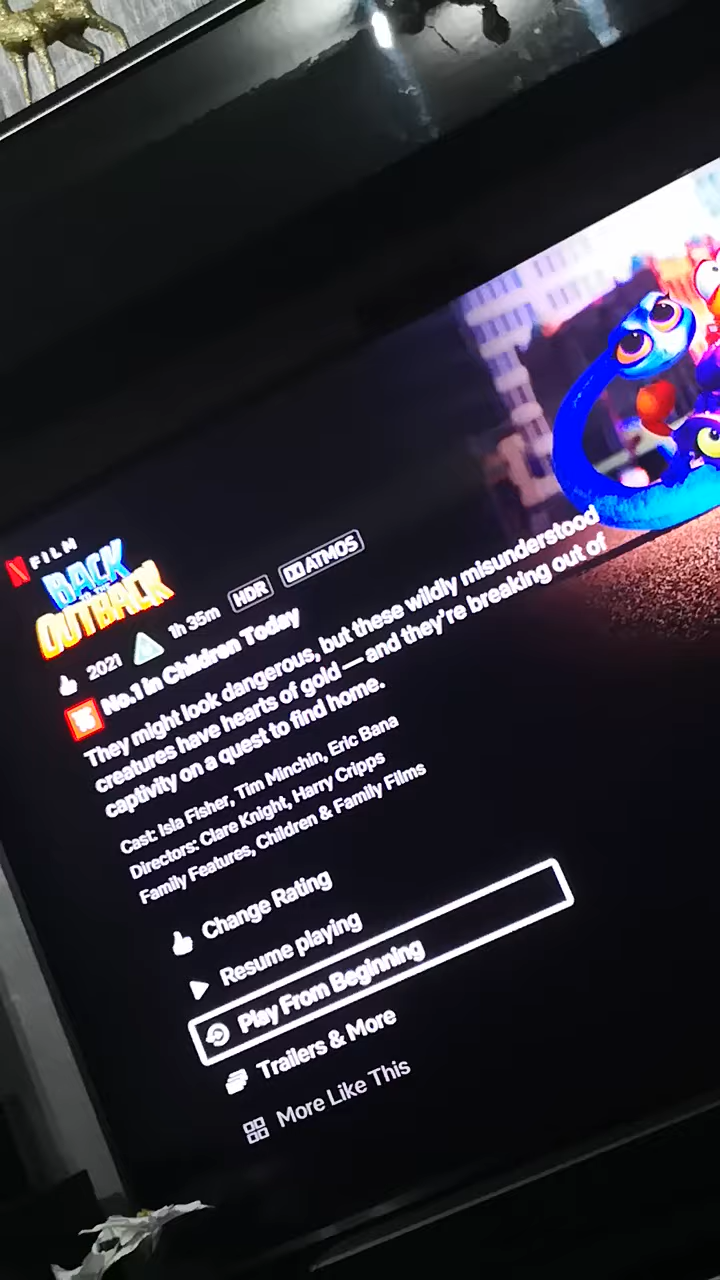 N FILM
BACK
TO THE
OUTBACK
2021 1h 35m HDR ATMOS
No.1 in Children Today
They might look dangerous, but these wildly misunderstood
creatures have hearts of gold — and they're breaking out of
captivity on a quest to find home.
Cast: Isla Fisher, Tim Minchin, Eric Bana
Directors: Clare Knight, Harry Cripps
Family Features, Children & Family Films
Change Rating
Resume playing
Play From Beginning
Trailers & More
More Like This